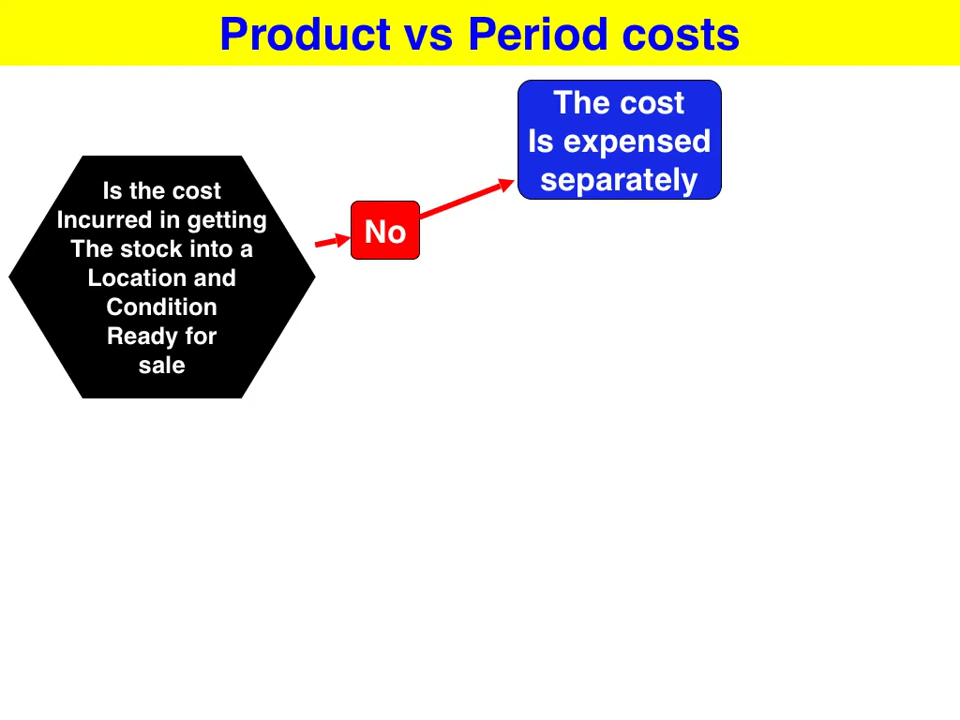 Product vs Period costs
The cost
Is expensed
separately
Is the cost
Incurred in getting
The stock into a
Location and
Condition
Ready for
sale
No